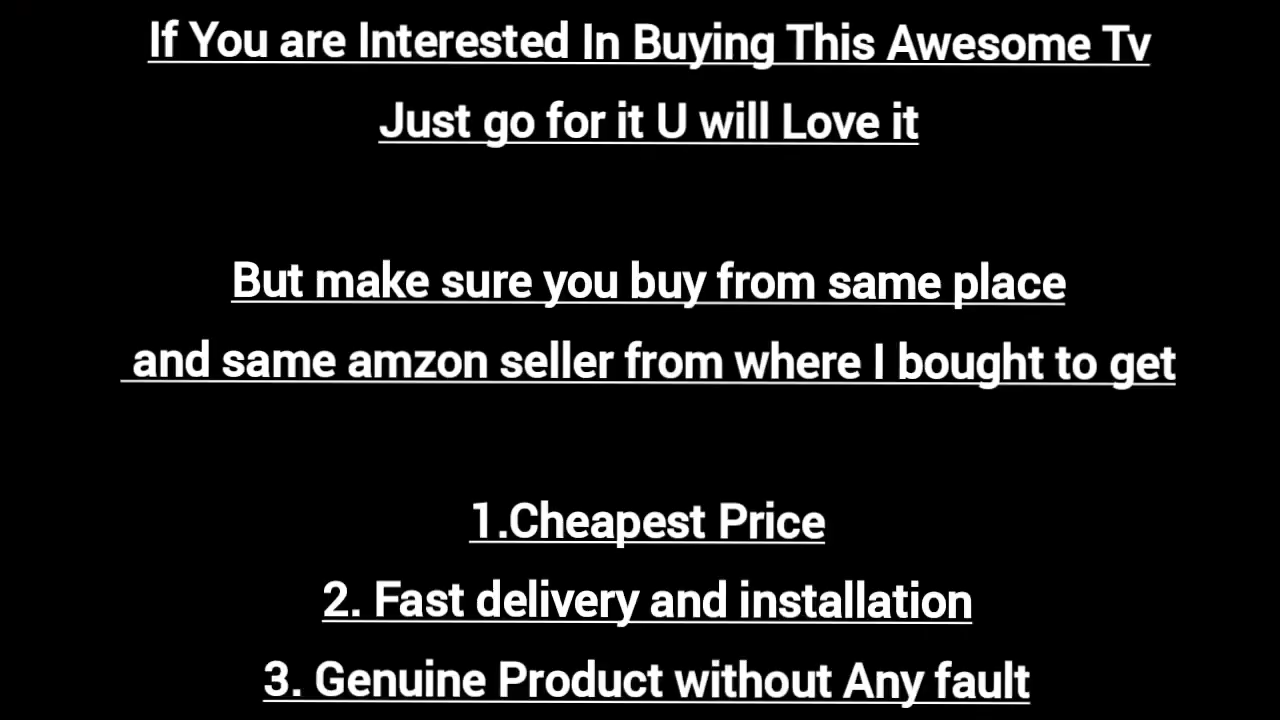 If You are Interested In Buying This Awesome Tv
Just go for it U will Love it
But make sure you buy from same place
and same amzon seller from where I bought to get
1.Cheapest Price
2. Fast delivery and installation
3. Genuine Product without Any fault